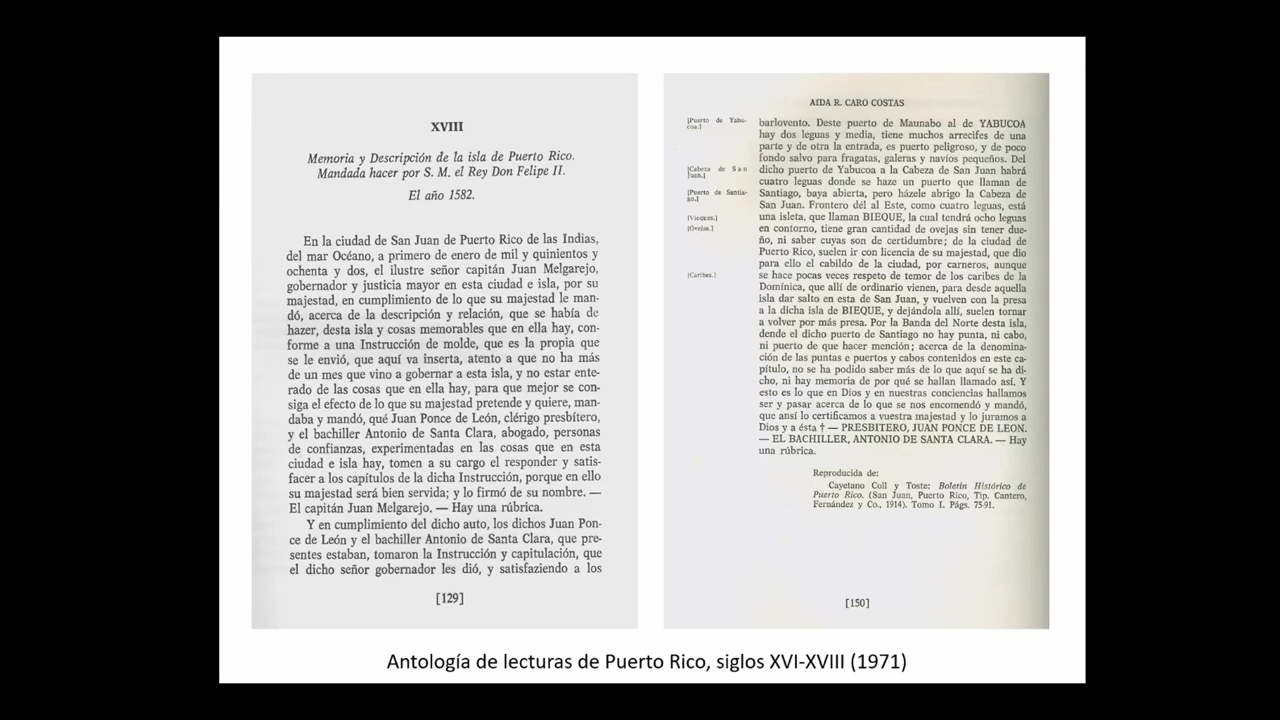 XVIII
Memoria y Descripción de la isla de Puerto Rico.
Mandada hacer por S. M. el Rey Don Felipe II.
El año 1582.
En la ciudad de San Juan de Puerto Rico de las Indias,
del mar Océano, a primero de enero de mil y quinientos y
ochenta y dos, el ilustre señor capitán Juan Melgarejo,
gobernador y justicia mayor en esta ciudad e isla, por su
majestad, en cumplimiento de lo que su majestad le man-
dó, acerca de la descripción y relación, que se había de
hazer, desta isla y cosas memorables que en ella hay, con-
forme a una Instrucción de molde, que es la propia que
se le envió, que aquí va inserta, atento a que no ha más
de un mes que vino a gobernar a esta isla, y no estar ente-
rado de las cosas que en ella hay, para que mejor se con-
siga el efecto de lo que su majestad pretende y quiere, man-
daba y mandó, qué Juan Ponce de León, clérigo presbítero,
y el bachiller Antonio de Santa Clara, abogado, personas
de confianzas, experimentadas en las cosas que en esta
ciudad e isla hay, tomen a su cargo el responder y satis-
facer a los capítulos de la dicha Instrucción, porque en ello
su majestad será bien servida; y lo firmó de su nombre. —
El capitán Juan Melgarejo. — Hay una rúbrica.
Y en cumplimiento del dicho auto, los dichos Juan Pon-
ce de León y el bachiller Antonio de Santa Clara, que pre-
sentes estaban, tomaron la Instrucción y capitulación, que
el dicho señor gobernador les dió, y satisfaziendo a los
[129]
AIDA R. CARO COSTAS
[Puerto de Yabu-
coa.]
[Cabeza de San
Juan.]
[Puerto de Santia-
go.]
[Vieques.]
[Ovejas.]
[Caribes.]
barlovento. Deste puerto de Maunabo al de YABUCOA
hay dos leguas y media, tiene muchos arrecifes de una
parte y de otra la entrada, es puerto peligroso, y de poco
fondo salvo para fragatas, galeras y navíos pequeños. Del
dicho puerto de Yabucoa a la Cabeza de San Juan habrá
cuatro leguas donde se haze un puerto que llaman de
Santiago, baya abierta, pero házele abrigo la Cabeza de
San Juan. Frontero dél al Este, como cuatro leguas, está
una isleta, que llaman BIEQUE, la cual tendrá ocho leguas
en contorno, tiene gran cantidad de ovejas sin tener due-
ño, ni saber cuyas son de certidumbre; de la ciudad de
Puerto Rico, suelen ir con licencia de su majestad, que dio
para ello el cabildo de la ciudad, por carneros, aunque
se hace pocas veces respeto de temor de los caribes de la
Domínica, que allí de ordinario vienen, para desde aquella
isla dar salto en esta de San Juan, y vuelven con la presa
a la dicha isla de BIEQUE, y dejándola allí, suelen tornar
a volver por más presa. Por la Banda del Norte desta isla,
dende el dicho puerto de Santiago no hay punta, ni cabo,
ni puerto de que hacer mención; acerca de la denomina-
ción de las puntas e puertos y cabos contenidos en este ca-
pítulo, no se ha podido saber más de lo que aquí se ha di-
cho, ni hay memoria de por qué se hallan llamado así. Y
esto es lo que en Dios y en nuestras conciencias hallamos
ser y pasar acerca de lo que se nos encomendó y mandó,
que ansí lo certificamos a vuestra majestad y lo juramos a
Dios y a ésta † — PRESBITERO, JUAN PONCE DE LEON.
— EL BACHILLER, ANTONIO DE SANTA CLARA. — Hay
una rúbrica.
Reproducida de:
Cayetano Coll y Toste: Boletín Histórico de
Puerto Rico. (San Juan, Puerto Rico, Tip. Cantero,
Fernández y Co., 1914). Tomo I. Págs. 75-91.
[150]
Antología de lecturas de Puerto Rico, siglos XVI-XVIII (1971)